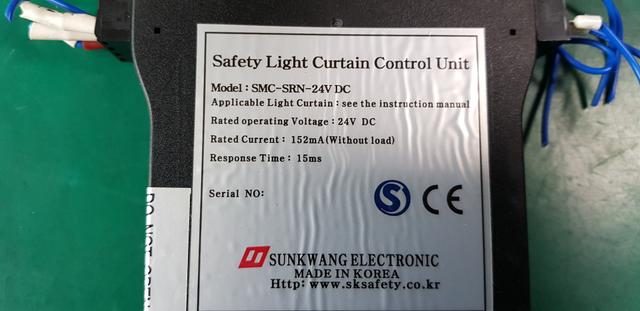 Safety Light Curtain Control Unit
Model : SMC-SRN-24V DC
Applicable Light Curtain : see the instruction manual
Rated operating Voltage : 24V DC
Rated Current : 152mA(Without load)
Response Time : 15ms
Serial NO:
S CE
DO NOT OPEN
SUNKWANG ELECTRONIC
MADE IN KOREA
Http: www.sksafety.co.kr